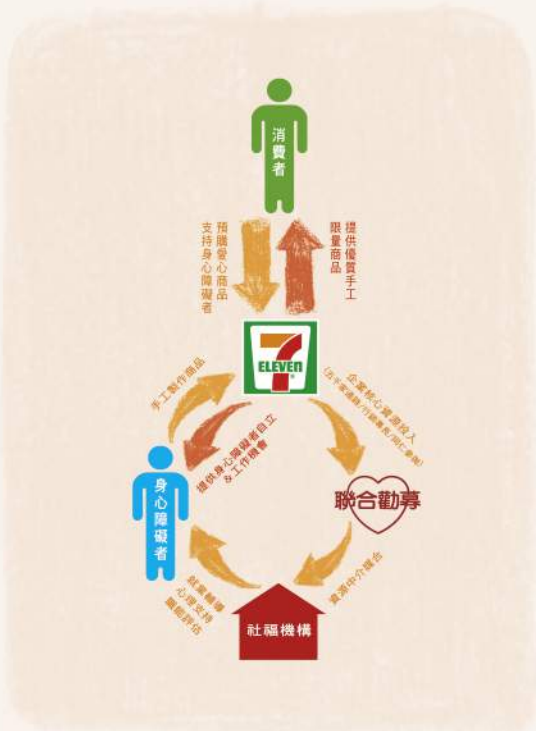 消費者
預購愛心商品
支持身心障礙者
提供優質手工
限量商品
7
ELEVEn
手工製作商品
企業核心資源投入
提供身心障礙者自立
&工作機會
聯合勸募
身心障礙者
資源中介媒合
就業輔導
心理支持
職能評估
社福機構